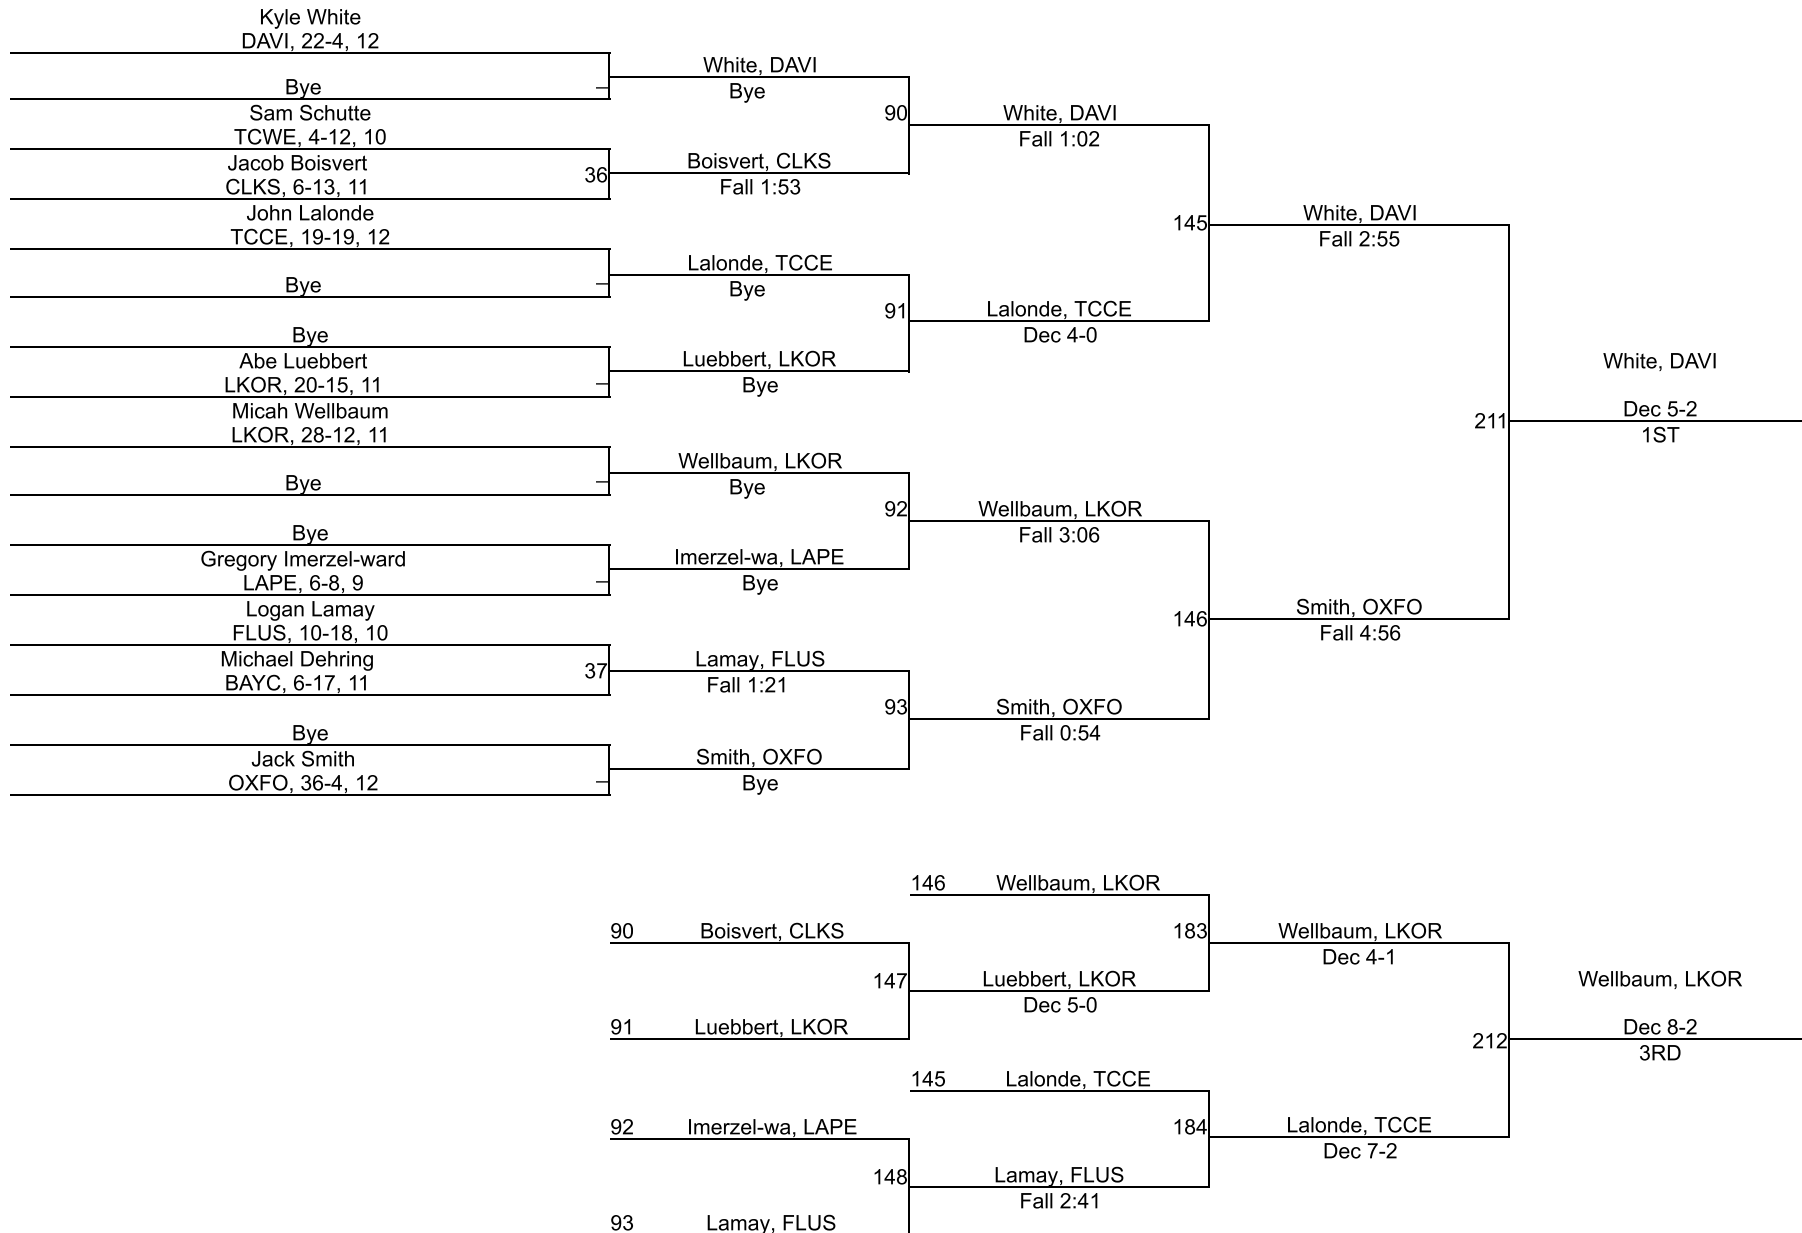 Kyle White
DAVI, 22-4, 12
Bye
Sam Schutte
TCWE, 4-12, 10
Jacob Boisvert
CLKS, 6-13, 11
John Lalonde
TCCE, 19-19, 12
Bye
Bye
Abe Luebbert
LKOR, 20-15, 11
Micah Wellbaum
LKOR, 28-12, 11
Bye
Bye
Gregory Imerzel-ward
LAPE, 6-8, 9
Logan Lamay
FLUS, 10-18, 10
Michael Dehring
BAYC, 6-17, 11
Bye
Jack Smith
OXFO, 36-4, 12
White, DAVI
Bye
36
Boisvert, CLKS
Fall 1:53
Lalonde, TCCE
Bye
Luebbert, LKOR
Bye
Wellbaum, LKOR
Bye
Imerzel-wa, LAPE
Bye
37
Lamay, FLUS
Fall 1:21
Smith, OXFO
Bye
90
White, DAVI
Fall 1:02
91
Lalonde, TCCE
Dec 4-0
92
Wellbaum, LKOR
Fall 3:06
93
Smith, OXFO
Fall 0:54
145
White, DAVI
Fall 2:55
146
Smith, OXFO
Fall 4:56
211
White, DAVI
Dec 5-2
1ST
146
Wellbaum, LKOR
90
Boisvert, CLKS
147
Luebbert, LKOR
Dec 5-0
91
Luebbert, LKOR
183
Wellbaum, LKOR
Dec 4-1
145
Lalonde, TCCE
92
Imerzel-wa, LAPE
148
Lamay, FLUS
Fall 2:41
93
Lamay, FLUS
184
Lalonde, TCCE
Dec 7-2
212
Wellbaum, LKOR
Dec 8-2
3RD